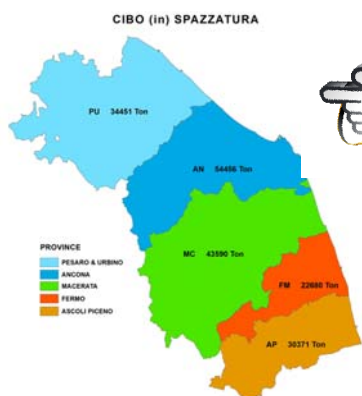 CIBO (in) SPAZZATURA
PU 34451 Ton
AN 54456 Ton
MC 43590 Ton
FM 22680 Ton
AP 30371 Ton
PROVINCE
PESARO & URBINO
ANCONA
MACERATA
FERMO
ASCOLI PICENO